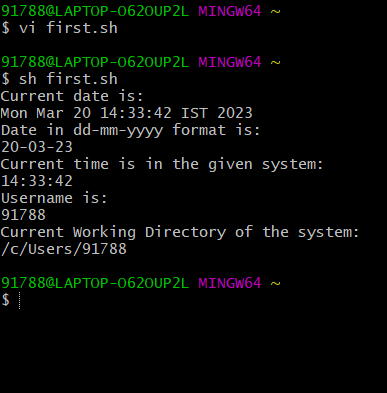 91788@LAPTOP-O62OUP2L MINGW64 ~
$ vi first.sh
91788@LAPTOP-O62OUP2L MINGW64 ~
$ sh first.sh
Current date is:
Mon Mar 20 14:33:42 IST 2023
Date in dd-mm-yyyy format is:
20-03-23
Current time is in the given system:
14:33:42
Username is:
91788
Current Working Directory of the system:
/c/Users/91788
91788@LAPTOP-O62OUP2L MINGW64 ~
$